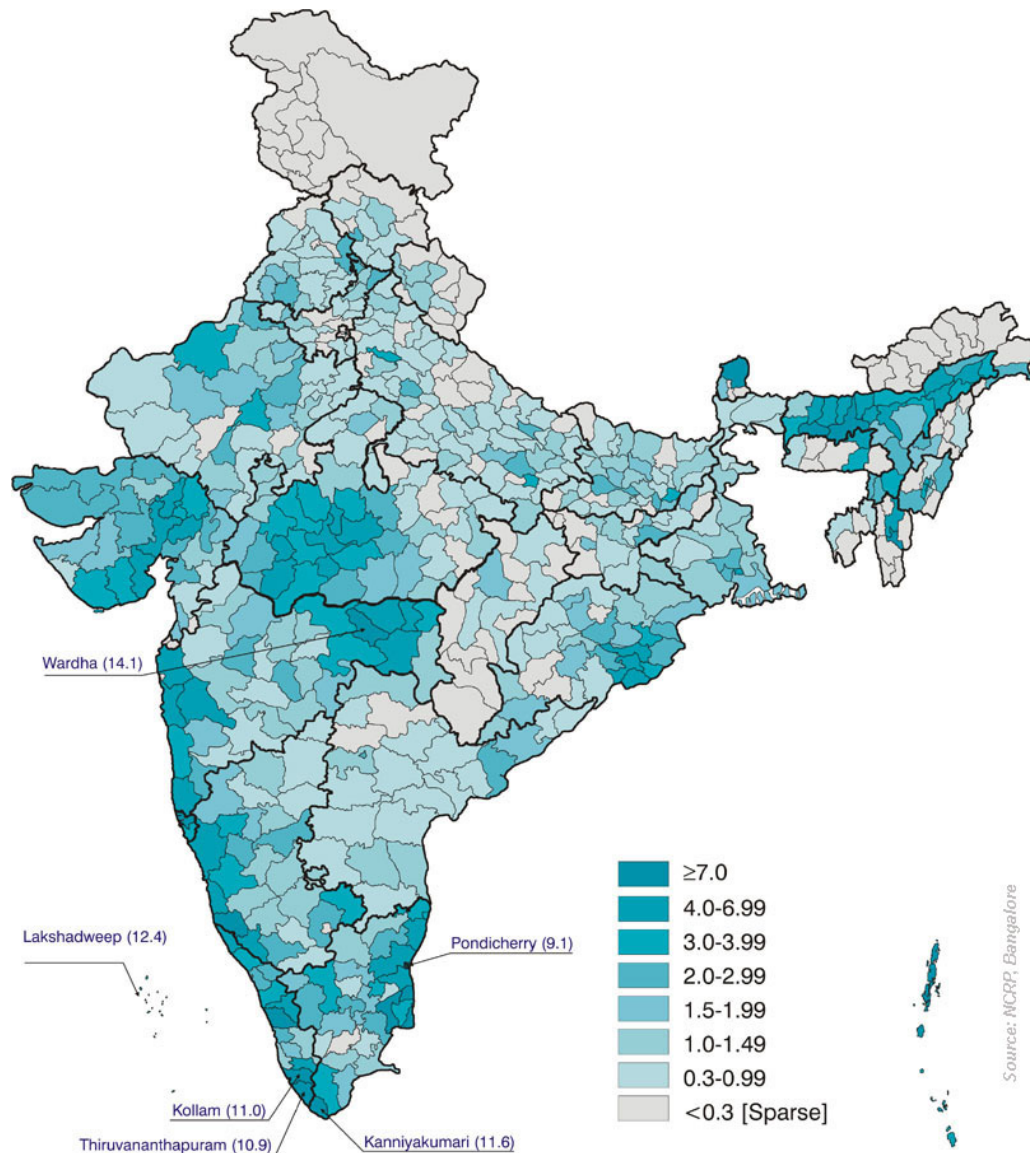 Wardha (14.1)
Lakshadweep (12.4)
Pondicherry (9.1)
Kollam (11.0)
Thiruvananthapuram (10.9)
Kanniyakumari (11.6)
≥7.0
4.0-6.99
3.0-3.99
2.0-2.99
1.5-1.99
1.0-1.49
0.3-0.99
<0.3 [Sparse]
Source: NCRP, Bangalore